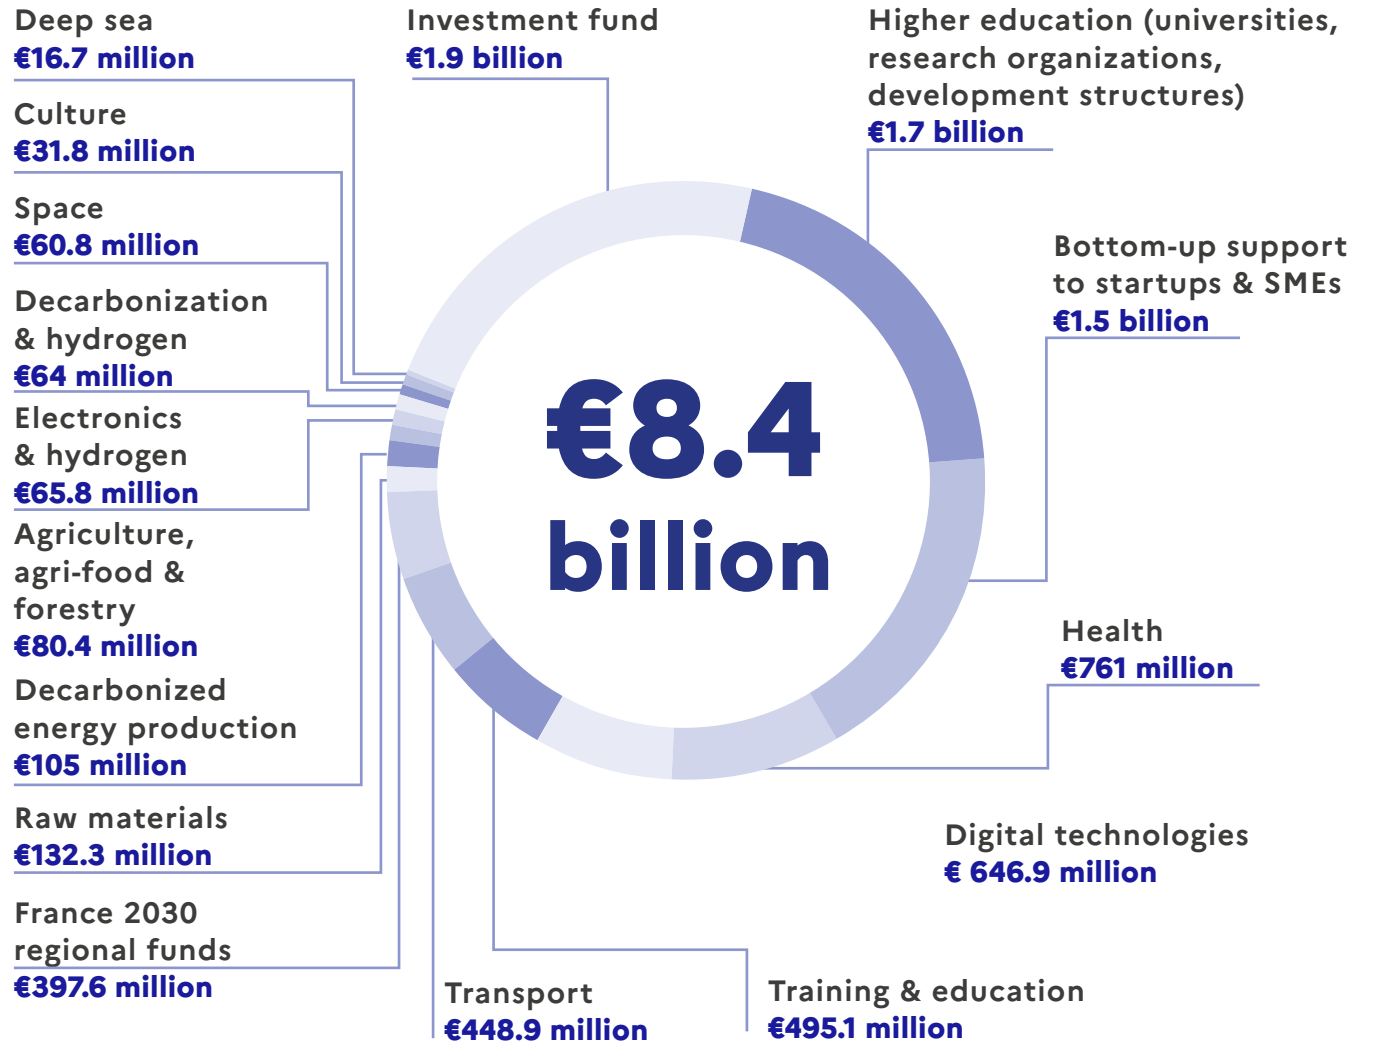 Deep sea
€16.7 million
Culture
€31.8 million
Space
€60.8 million
Decarbonization
& hydrogen
€64 million
Electronics
& hydrogen
€65.8 million
Agriculture,
agri-food &
forestry
€80.4 million
Decarbonized
energy production
€105 million
Raw materials
€132.3 million
France 2030
regional funds
€397.6 million
Investment fund
€1.9 billion
Higher education (universities,
research organizations,
development structures)
€1.7 billion
Bottom-up support
to startups & SMEs
€1.5 billion
Health
€761 million
Digital technologies
€ 646.9 million
Training & education
€495.1 million
Transport
€448.9 million
€8.4
billion